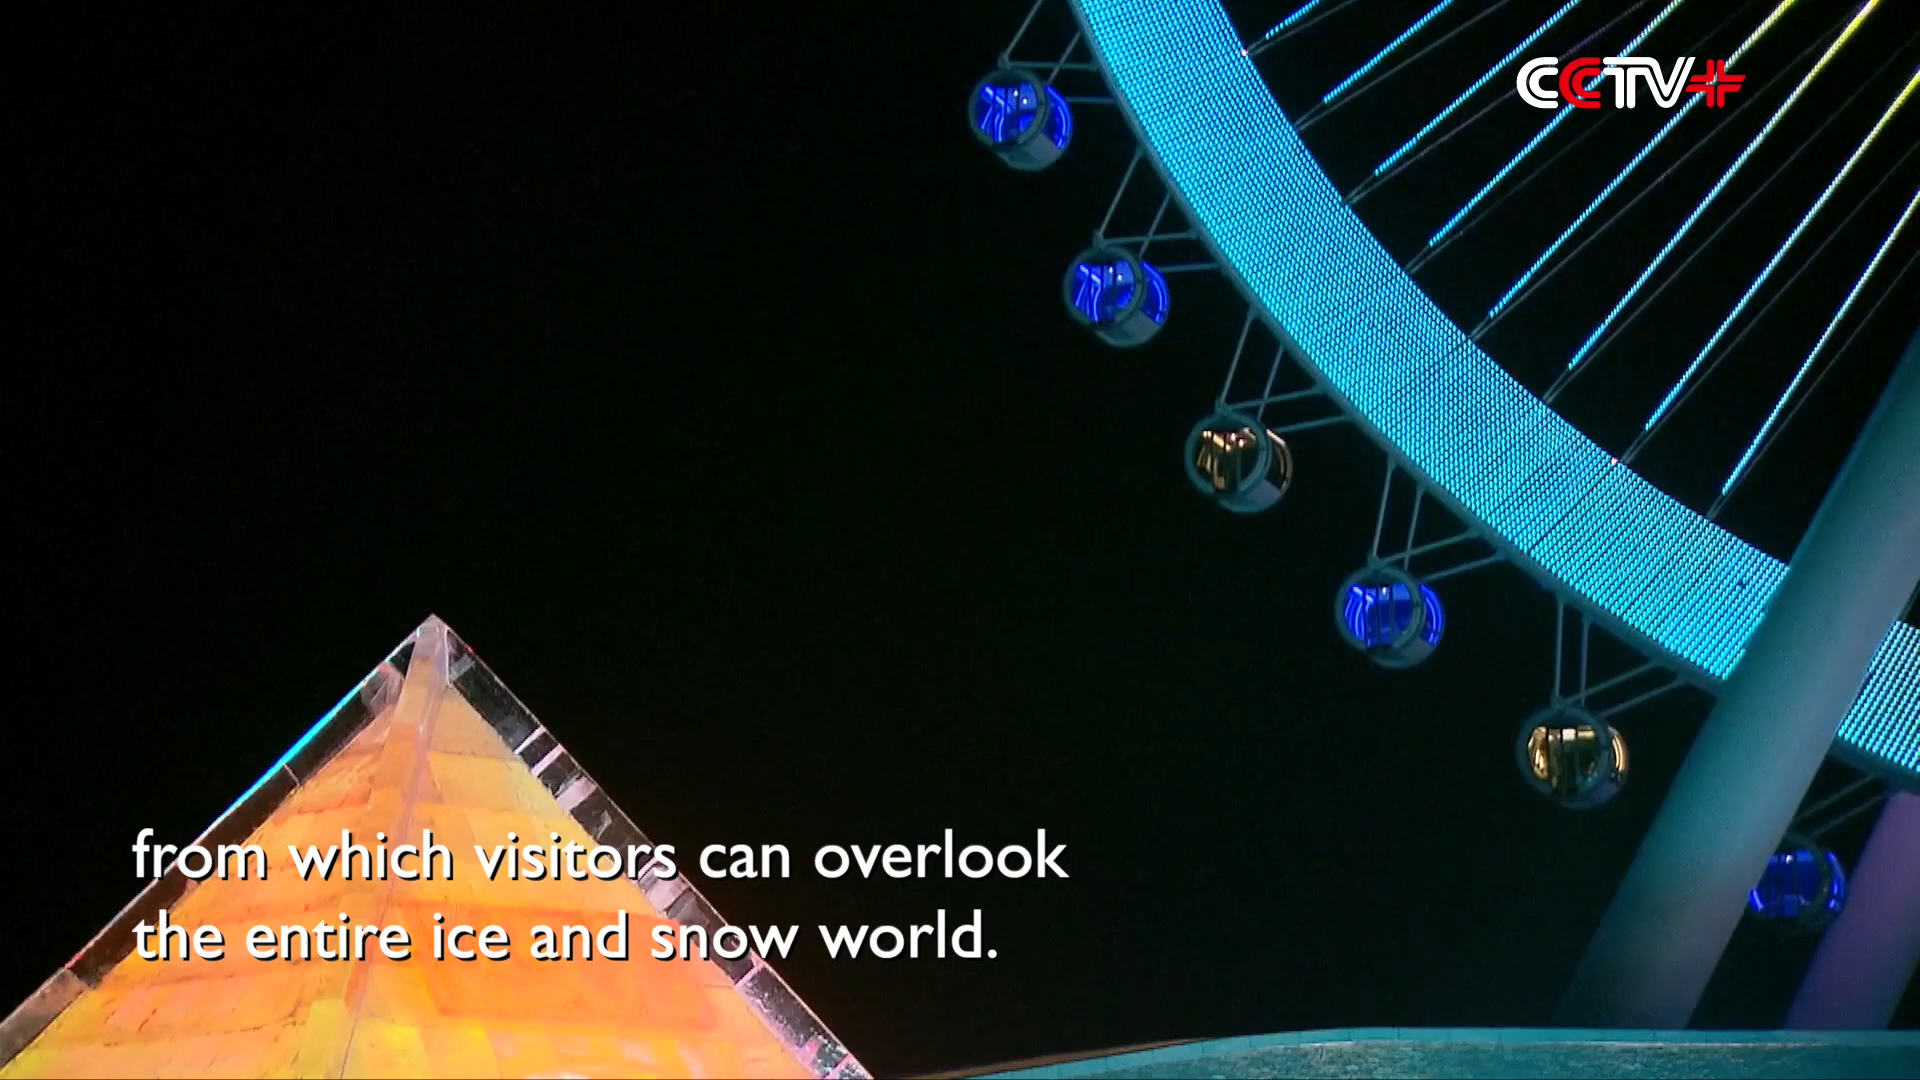 CCTV+
from which visitors can overlook
the entire ice and snow world.